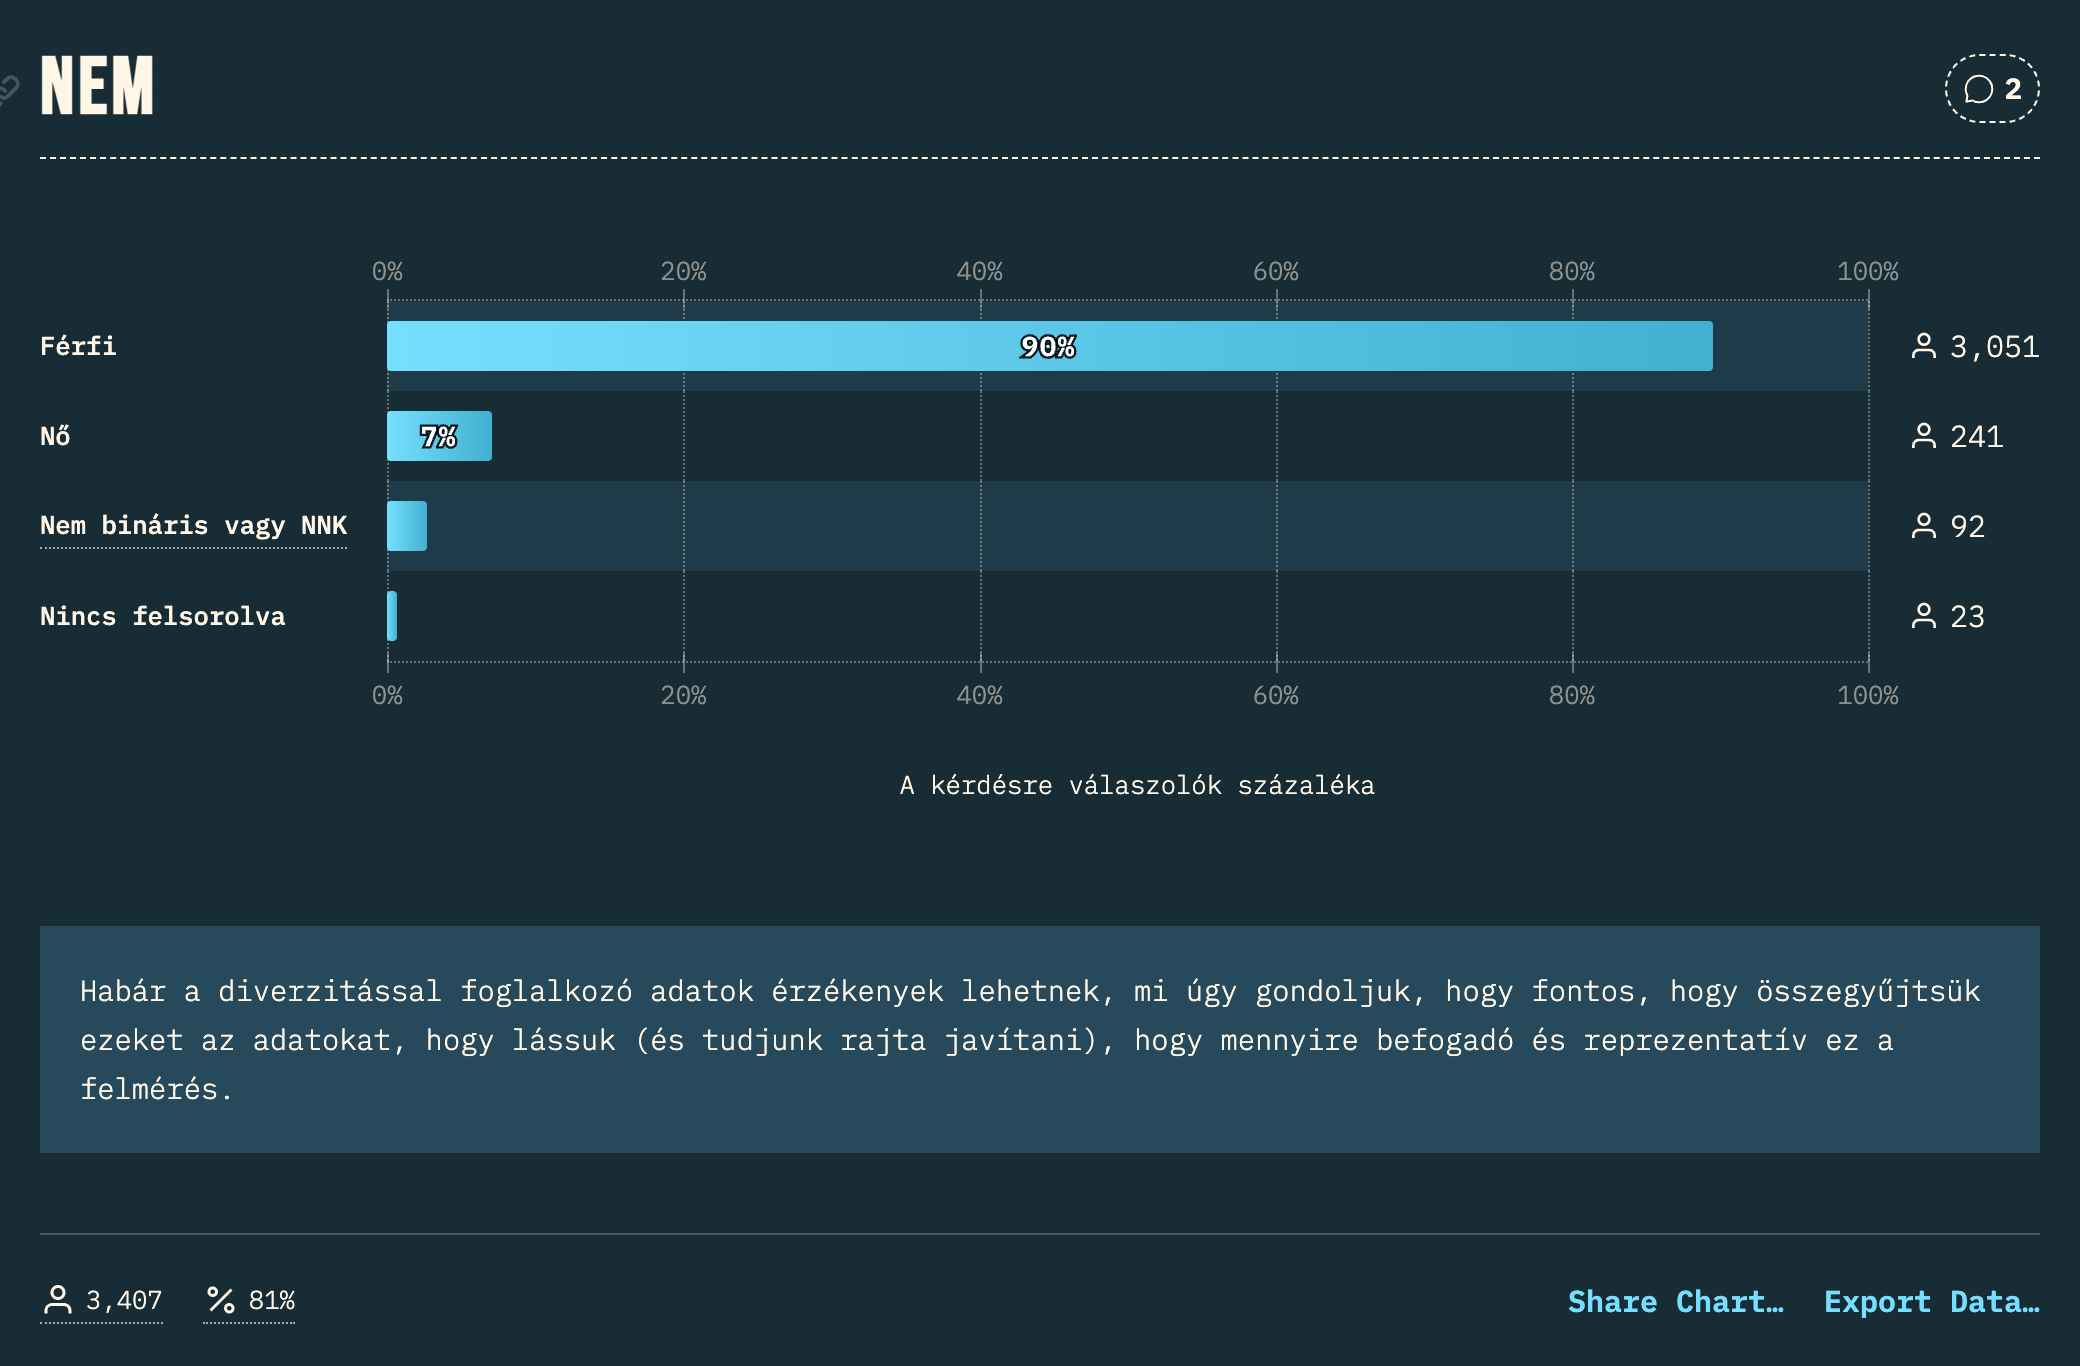 NEM
2
0% 20% 40% 60% 80% 100%
Férfi 90% 3,051
Nő 7% 241
Nem bináris vagy NNK 92
Nincs felsorolva 23
0% 20% 40% 60% 80% 100%
A kérdésre válaszolók százaléka
Habár a diverzitással foglalkozó adatok érzékenyek lehetnek, mi úgy gondoljuk, hogy fontos, hogy összegyűjtsük
ezeket az adatokat, hogy lássuk (és tudjunk rajta javítani), hogy mennyire befogadó és reprezentatív ez a
felmérés.
3,407 81% Share Chart… Export Data…